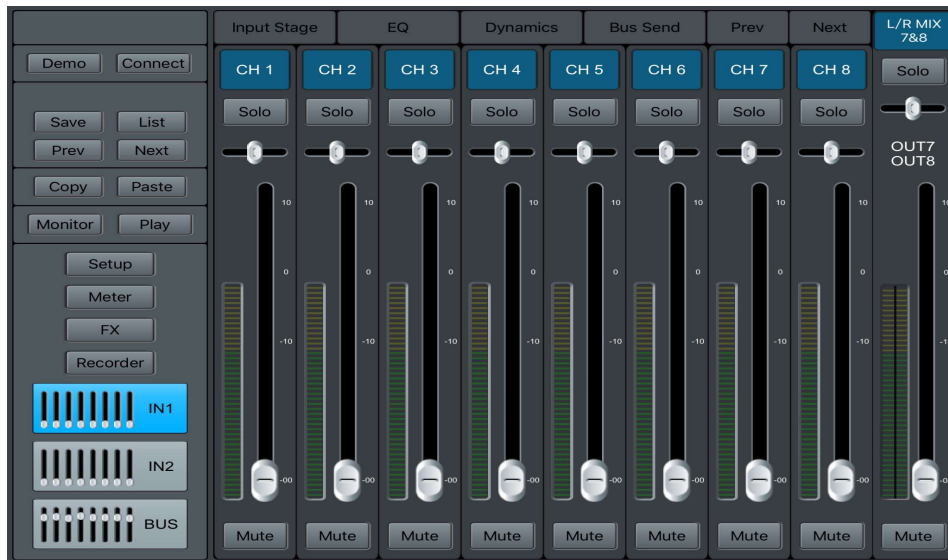 Input Stage EQ Dynamics Bus Send Prev Next L/R MIX
7&8
Demo Connect
CH 1 CH 2 CH 3 CH 4 CH 5 CH 6 CH 7 CH 8 Solo
Save List
Solo Solo Solo Solo Solo Solo Solo Solo
Prev Next
OUT7
OUT8
Copy Paste
10 10 10 10 10 10 10 10 10
Monitor Play
Setup
0 0 0 0 0 0 0 0 0
Meter
FX
-10 -10 -10 -10 -10 -10 -10 -10 -1
Recorder
IN1
IN2
-00 -00 -00 -00 -00 -00 -00 -00 -0
BUS
Mute Mute Mute Mute Mute Mute Mute Mute Mute